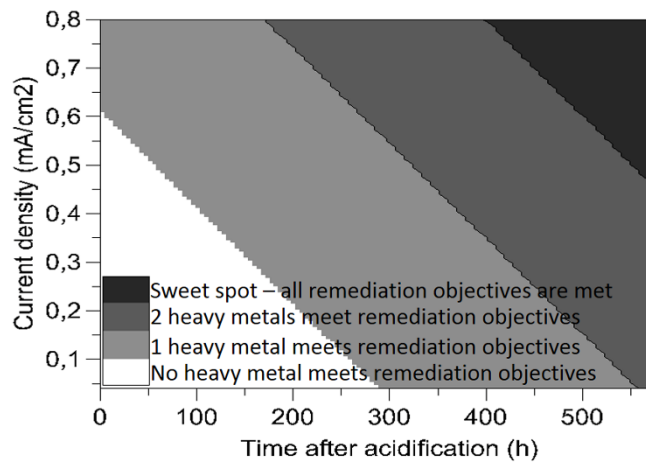 0,8
0,7
0,6
0,5
0,4
0,3
0,2
0,1
Current density (mA/cm2)
Sweet spot – all remediation objectives are met
2 heavy metals meet remediation objectives
1 heavy metal meets remediation objectives
No heavy metal meets remediation objectives
0 100 200 300 400 500
Time after acidification (h)